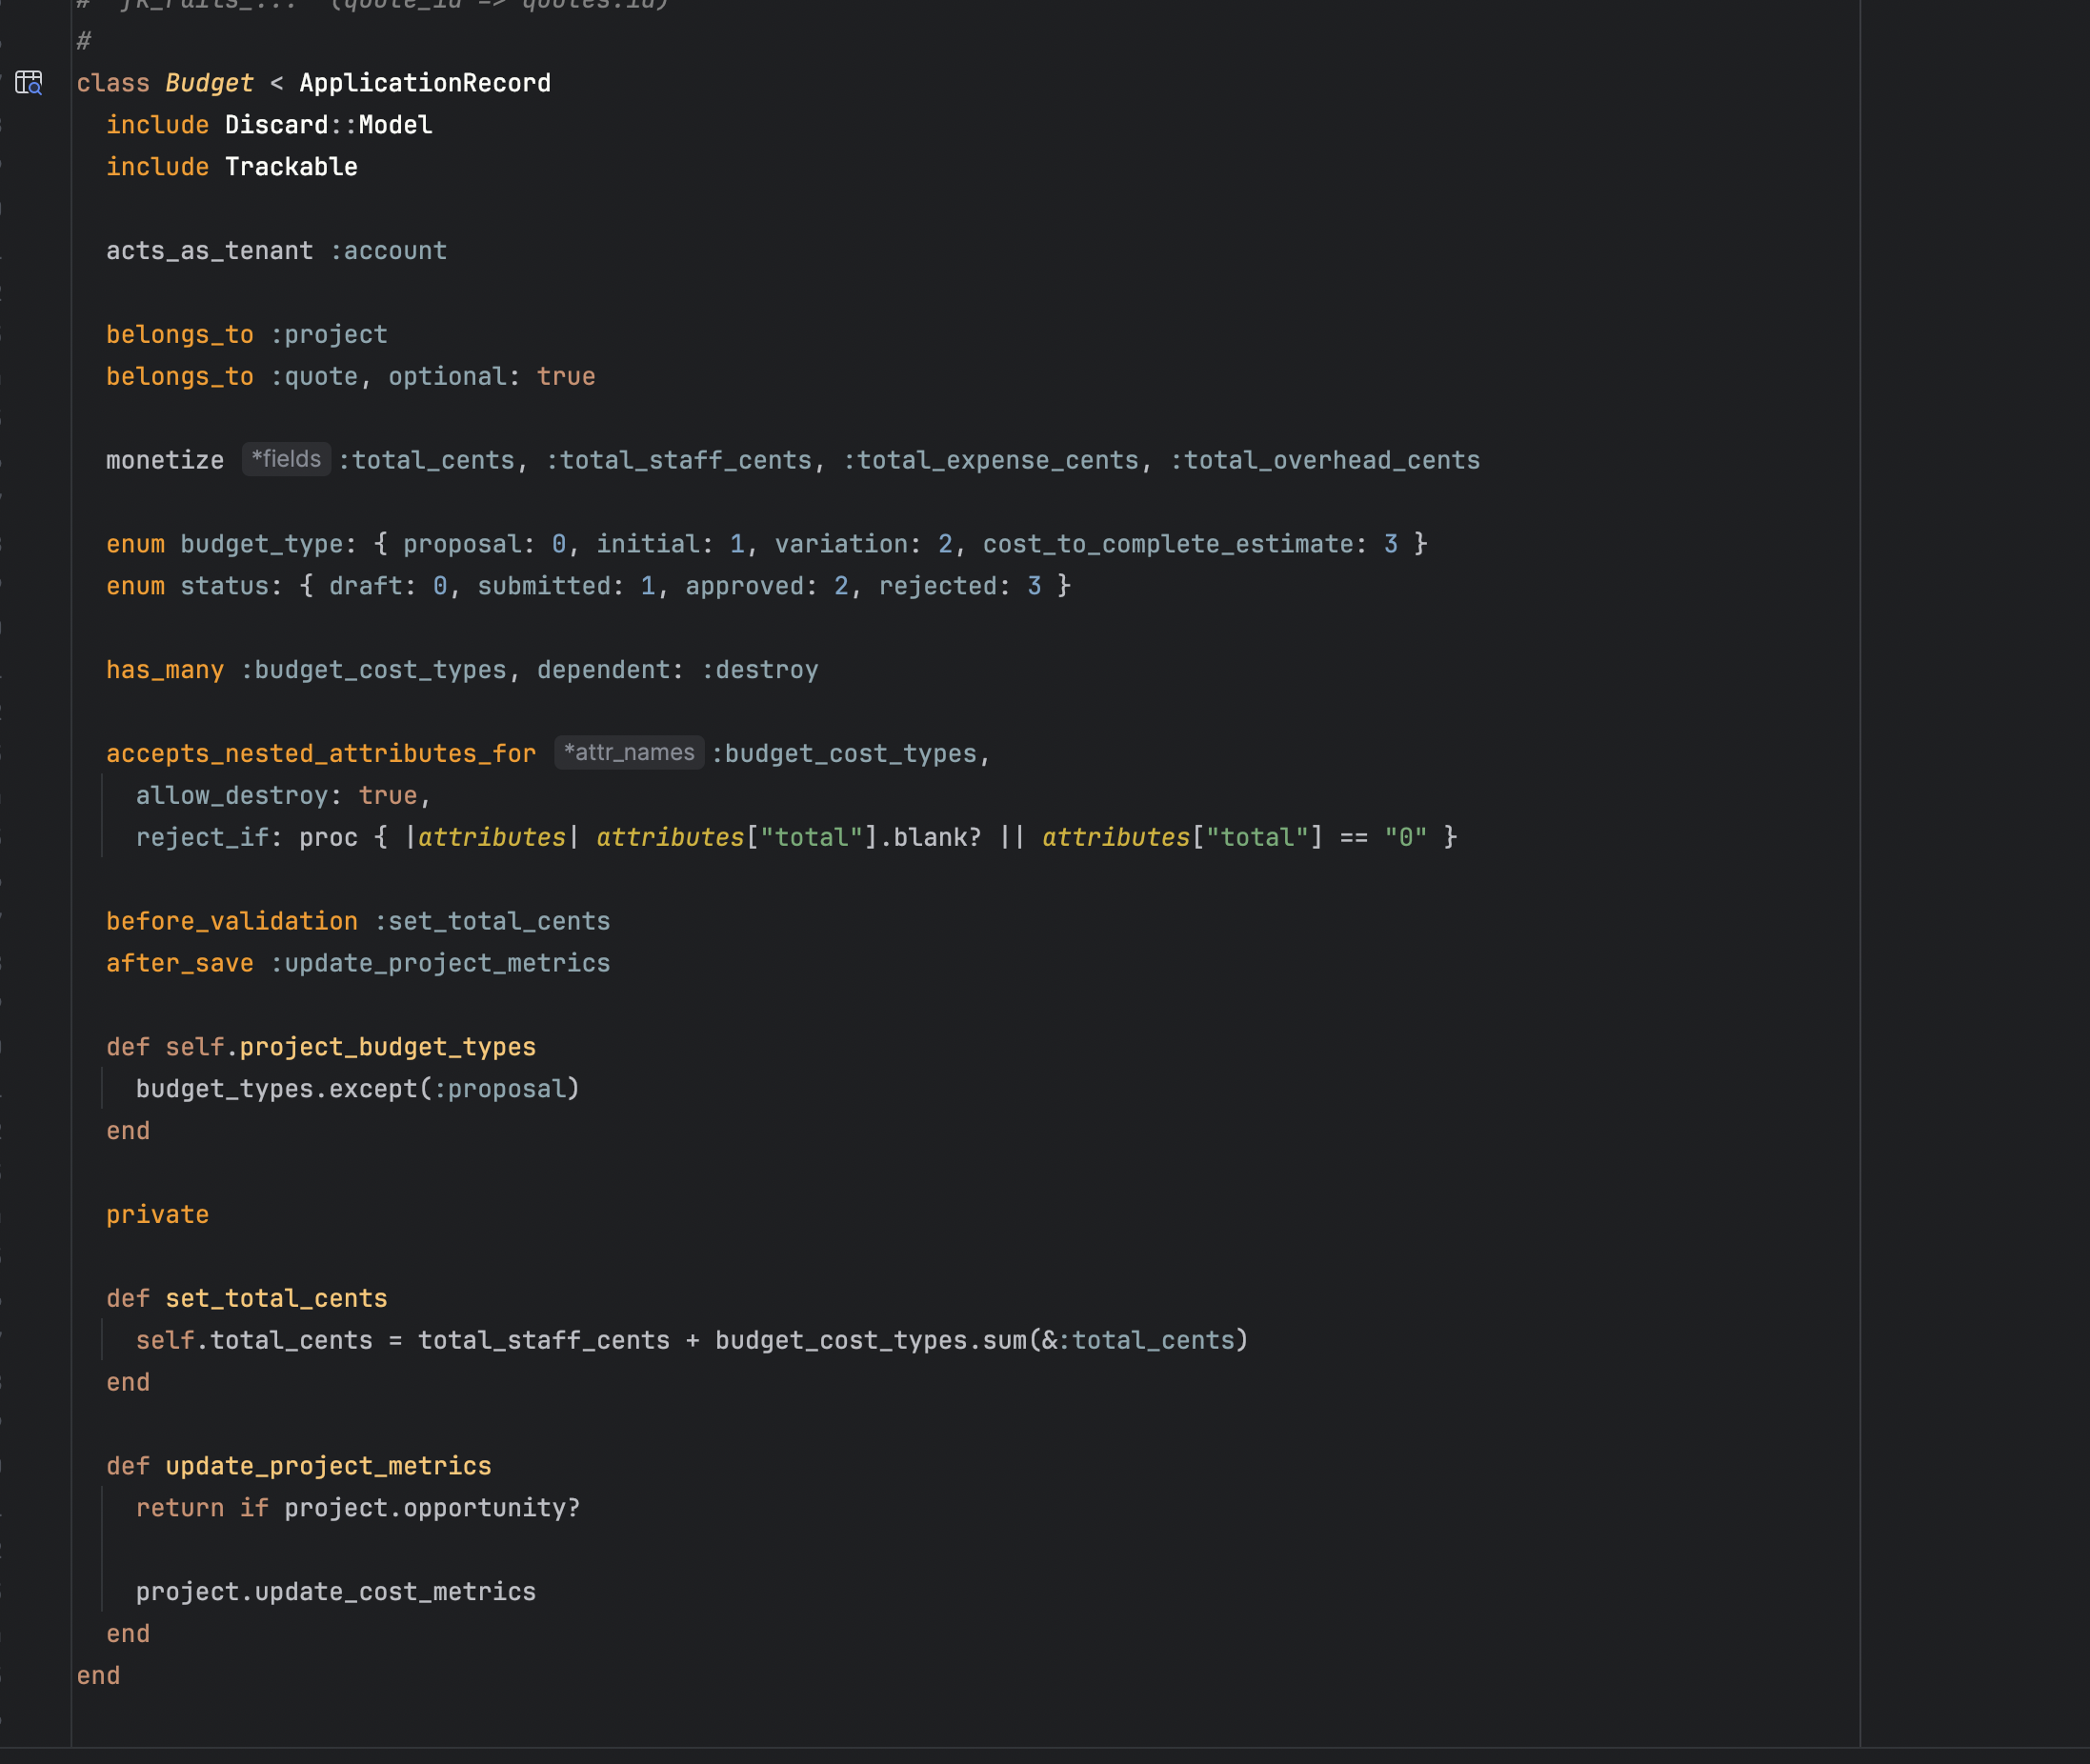 # fk_rails_... (quote_id => quotes.id)
#
class Budget < ApplicationRecord
include Discard::Model
include Trackable
acts_as_tenant :account
belongs_to :project
belongs_to :quote, optional: true
monetize *fields :total_cents, :total_staff_cents, :total_expense_cents, :total_overhead_cents
enum budget_type: { proposal: 0, initial: 1, variation: 2, cost_to_complete_estimate: 3 }
enum status: { draft: 0, submitted: 1, approved: 2, rejected: 3 }
has_many :budget_cost_types, dependent: :destroy
accepts_nested_attributes_for *attr_names :budget_cost_types,
allow_destroy: true,
reject_if: proc { |attributes| attributes["total"].blank? || attributes["total"] == "0" }
before_validation :set_total_cents
after_save :update_project_metrics
def self.project_budget_types
budget_types.except(:proposal)
end
private
def set_total_cents
self.total_cents = total_staff_cents + budget_cost_types.sum(&:total_cents)
end
def update_project_metrics
return if project.opportunity?
project.update_cost_metrics
end
end